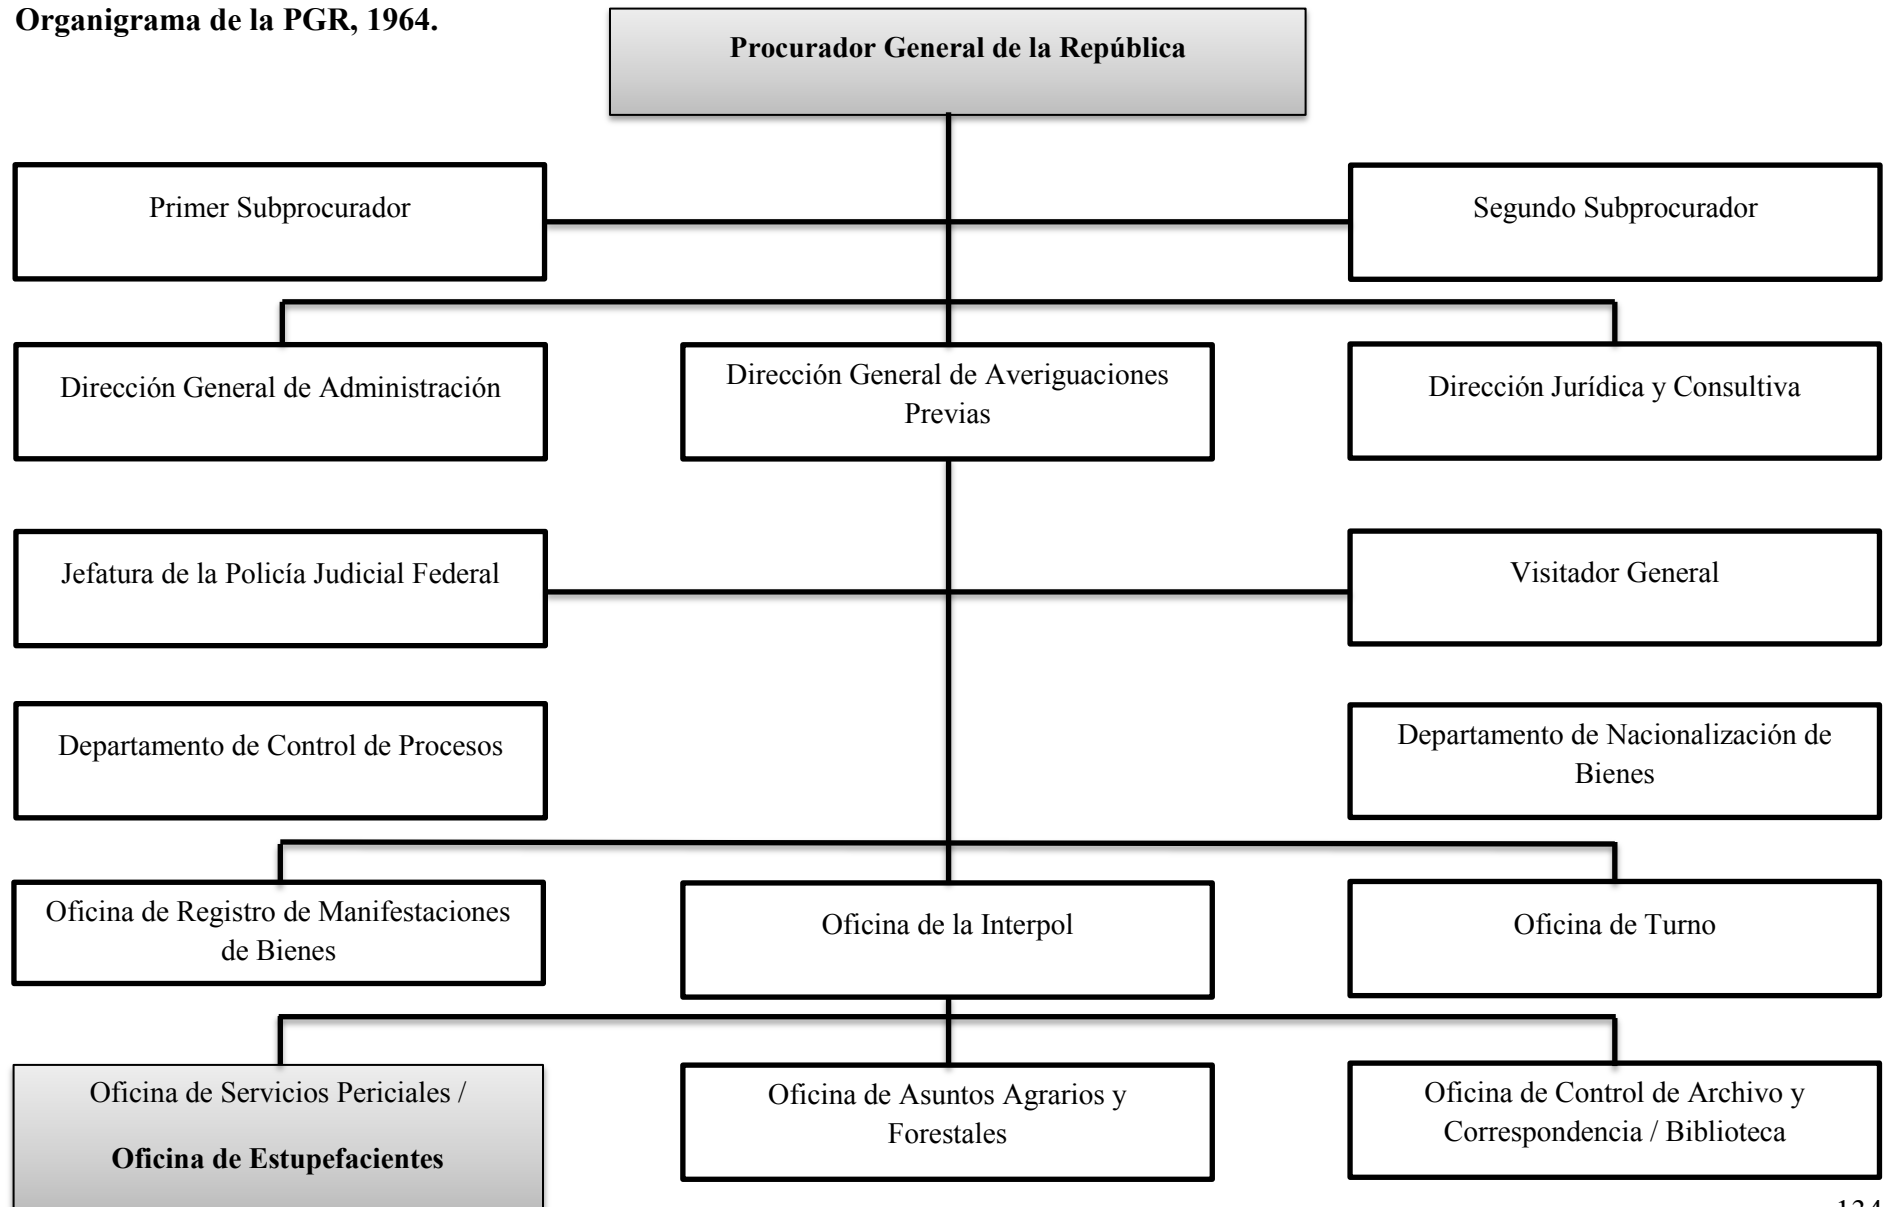 Organigrama de la PGR, 1964.
Procurador General de la República
Primer Subprocurador
Segundo Subprocurador
Dirección General de Administración
Dirección General de Averiguaciones
Previas
Dirección Jurídica y Consultiva
Jefatura de la Policía Judicial Federal
Visitador General
Departamento de Control de Procesos
Departamento de Nacionalización de
Bienes
Oficina de Registro de Manifestaciones
de Bienes
Oficina de la Interpol
Oficina de Turno
Oficina de Servicios Periciales /
Oficina de Estupefacientes
Oficina de Asuntos Agrarios y
Forestales
Oficina de Control de Archivo y
Correspondencia / Biblioteca